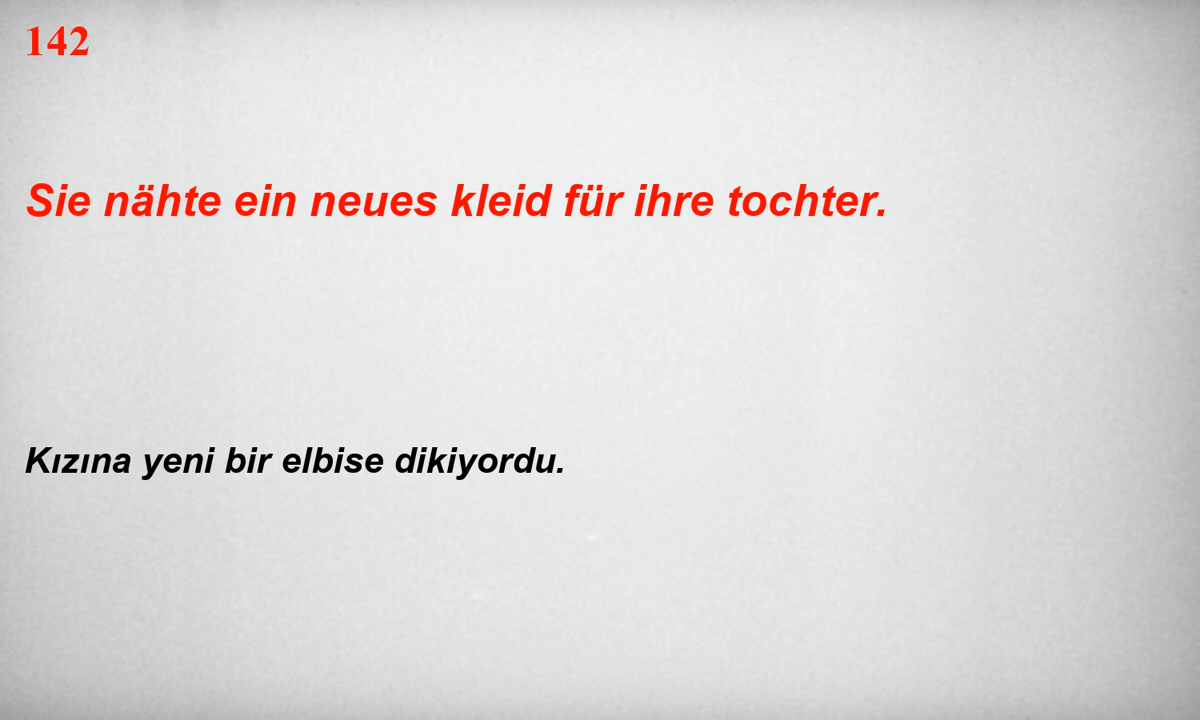 142
Sie nähte ein neues kleid für ihre tochter.
Kızına yeni bir elbise dikiyordu.